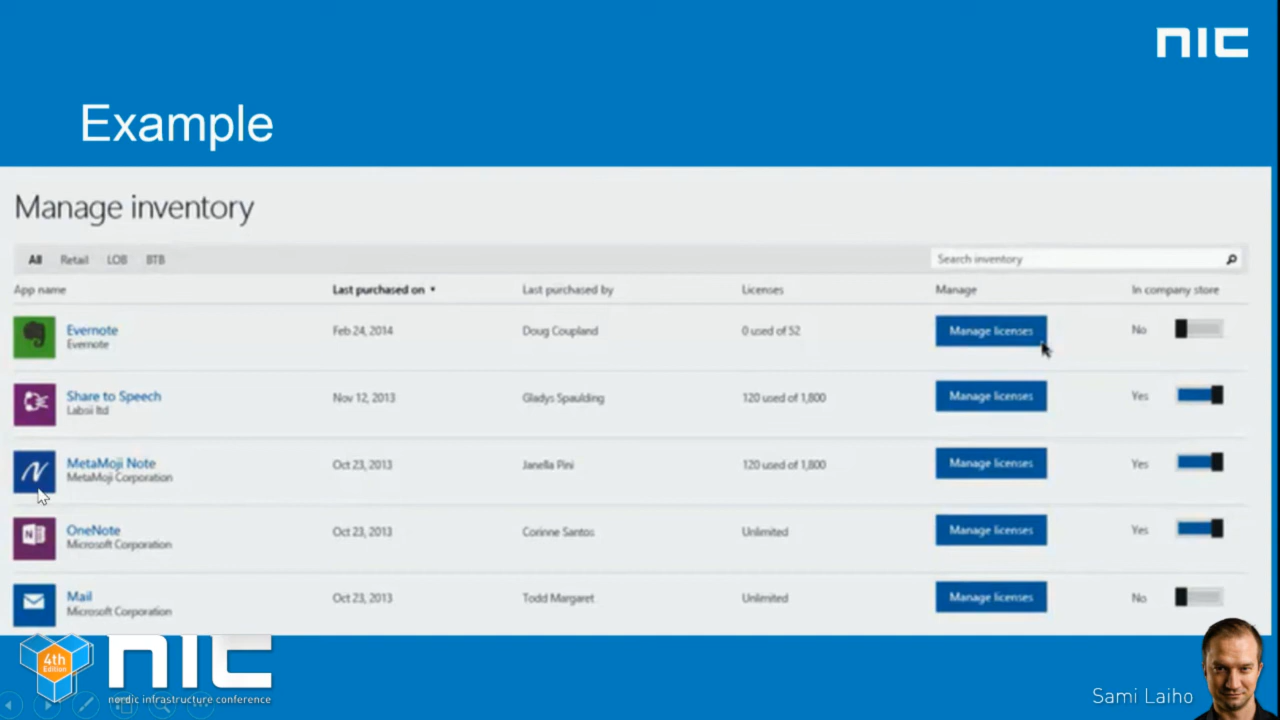 nic
Example
Manage inventory
All Retail LOB BTB Search inventory
App name Last purchased on Last purchased by Licenses Manage In company store
Evernote Feb 24, 2014 Doug Coupland 0 used of 52 Manage licenses No
Evernote
Share to Speech Nov 12, 2013 Gladys Spaulding 120 used of 1,800 Manage licenses Yes
Labsii ltd
MetaMoji Note Oct 23, 2013 Janella Pini 120 used of 1,800 Manage licenses Yes
MetaMoji Corporation
OneNote Oct 23, 2013 Corinne Santos Unlimited Manage licenses Yes
Microsoft Corporation
Mail Oct 23, 2013 Todd Margaret Unlimited Manage licenses No
Microsoft Corporation
4th
Edition
nic
nordic infrastructure conference
Sami Laiho